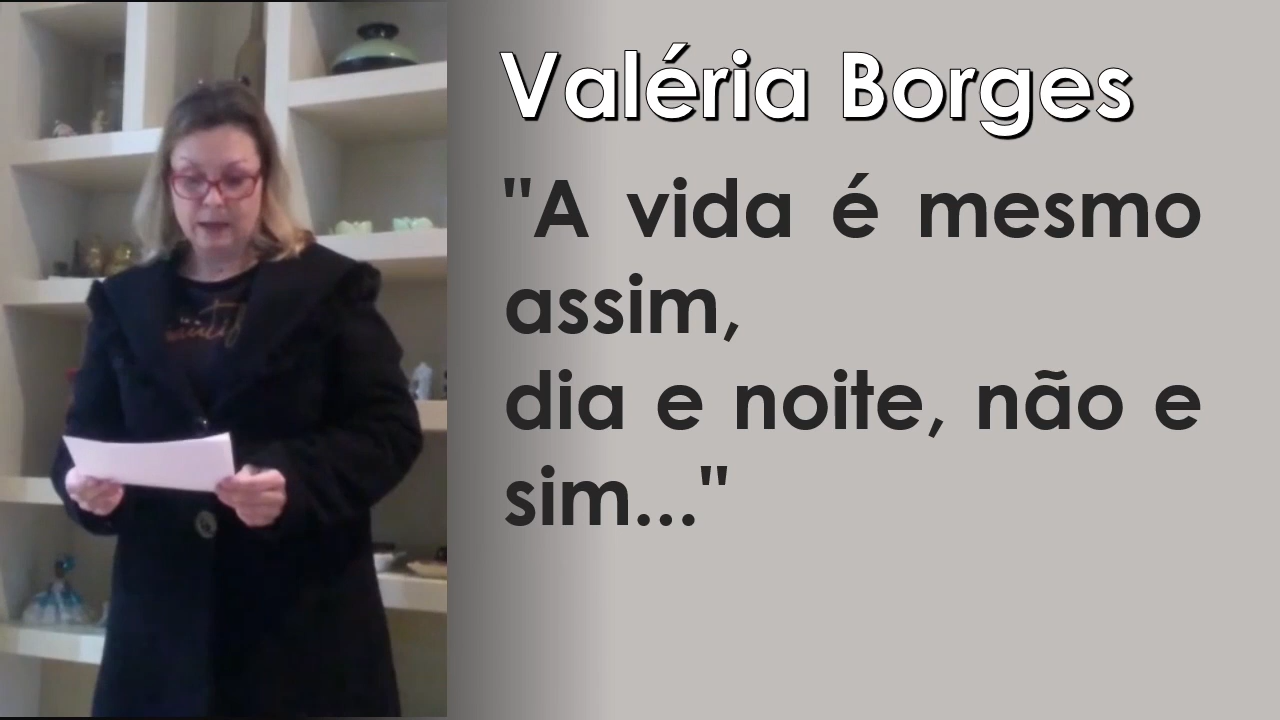 Valéria Borges
"A vida é mesmo
assim,
dia e noite, não e
sim..."